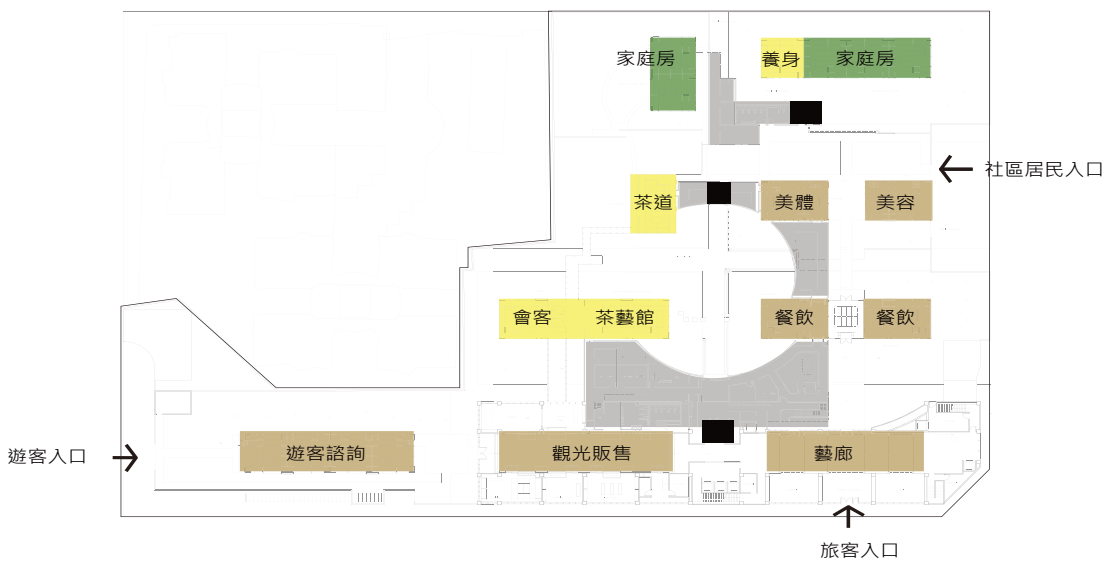 家庭房
養身
家庭房
社區居民入口
茶道
美體
美容
會客
茶藝館
餐飲
餐飲
遊客入口
遊客諮詢
觀光販售
藝廊
旅客入口